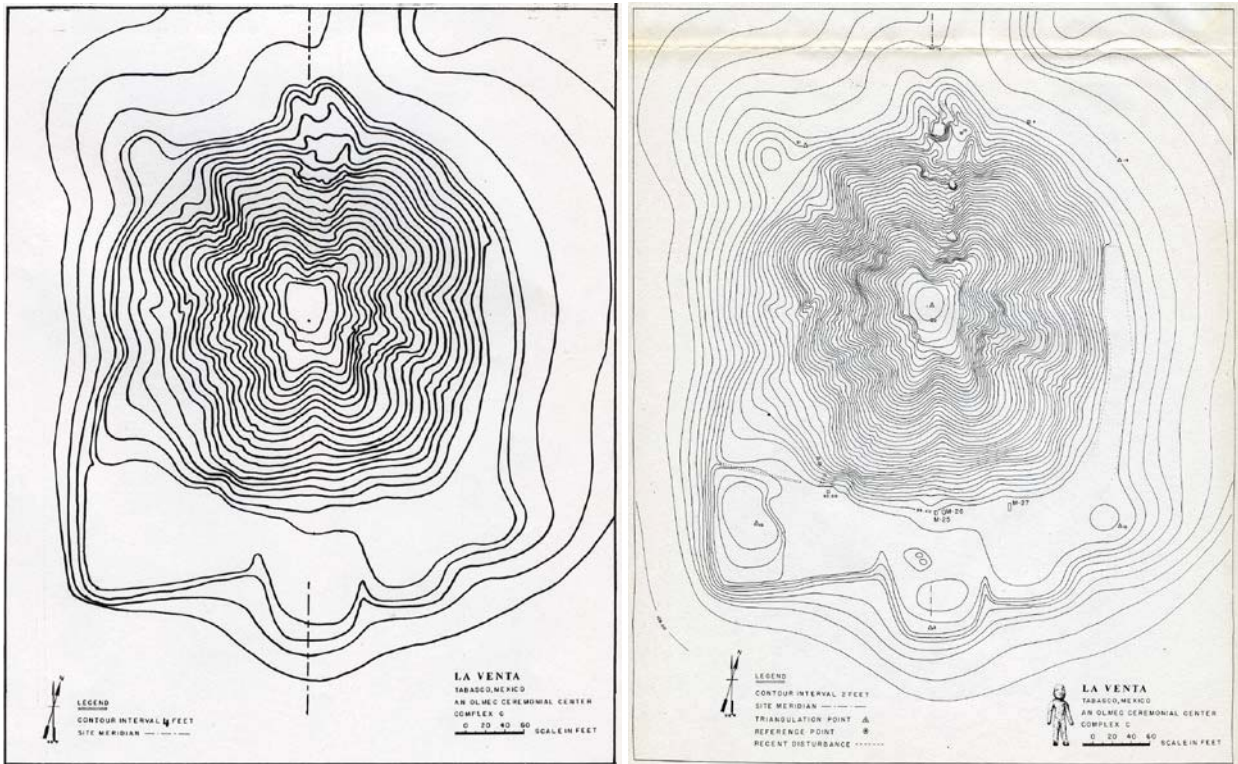 N
LEGEND
CONTOUR INTERVAL 4 FEET
SITE MERIDIAN
LA VENTA
TABASCO, MEXICO
AN OLMEC CEREMONIAL CENTER
COMPLEX C
0 20 40 60
SCALE IN FEET
M-26
M-25
M-27
N
LEGEND
CONTOUR INTERVAL 2 FEET
SITE MERIDIAN
TRIANGULATION POINT
REFERENCE POINT
RECENT DISTURBANCE
LA VENTA
TABASCO, MEXICO
AN OLMEC CEREMONIAL CENTER
COMPLEX C
0 20 40 60
SCALE IN FEET